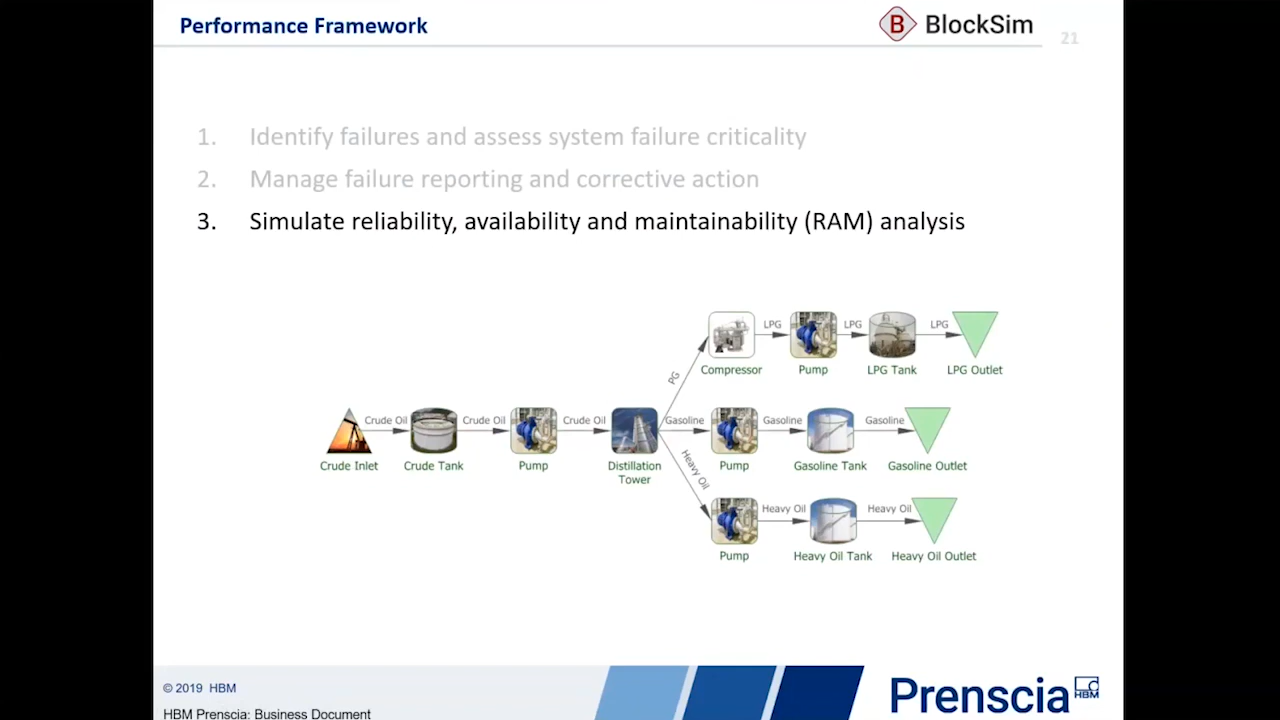 Performance Framework
B BlockSim
21
1. Identify failures and assess system failure criticality
2. Manage failure reporting and corrective action
3. Simulate reliability, availability and maintainability (RAM) analysis
LPG LPG LPG
Compressor Pump LPG Tank LPG Outlet
PG
Crude Oil Crude Oil Crude Oil Gasoline Gasoline Gasoline
Crude Inlet Crude Tank Pump Distillation Pump Gasoline Tank Gasoline Outlet
Tower
Heavy Oil
Heavy Oil Heavy Oil
Pump Heavy Oil Tank Heavy Oil Outlet
© 2019 HBM
HBM Prenscia: Business Document
Prenscia HBM